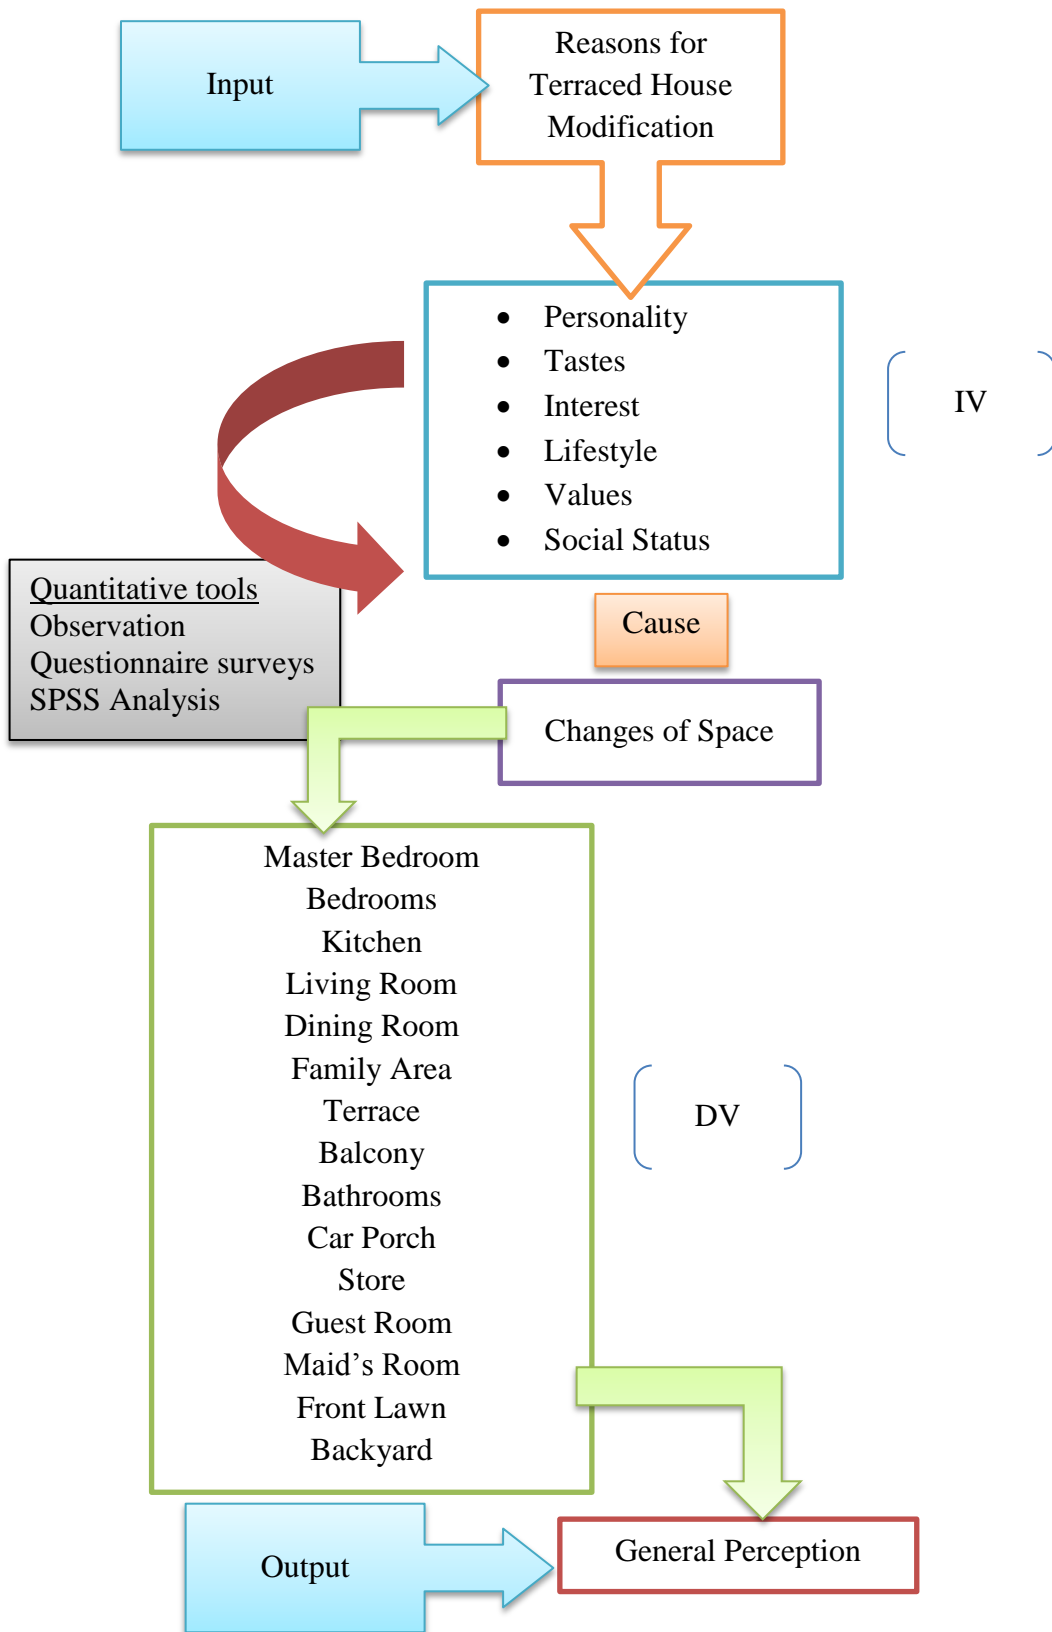 Input
Reasons for
Terraced House
Modification
• Personality
• Tastes
• Interest
• Lifestyle
• Values
• Social Status
IV
Quantitative tools
Observation
Questionnaire surveys
SPSS Analysis
Cause
Changes of Space
Master Bedroom
Bedrooms
Kitchen
Living Room
Dining Room
Family Area
Terrace
Balcony
Bathrooms
Car Porch
Store
Guest Room
Maid’s Room
Front Lawn
Backyard
DV
Output
General Perception